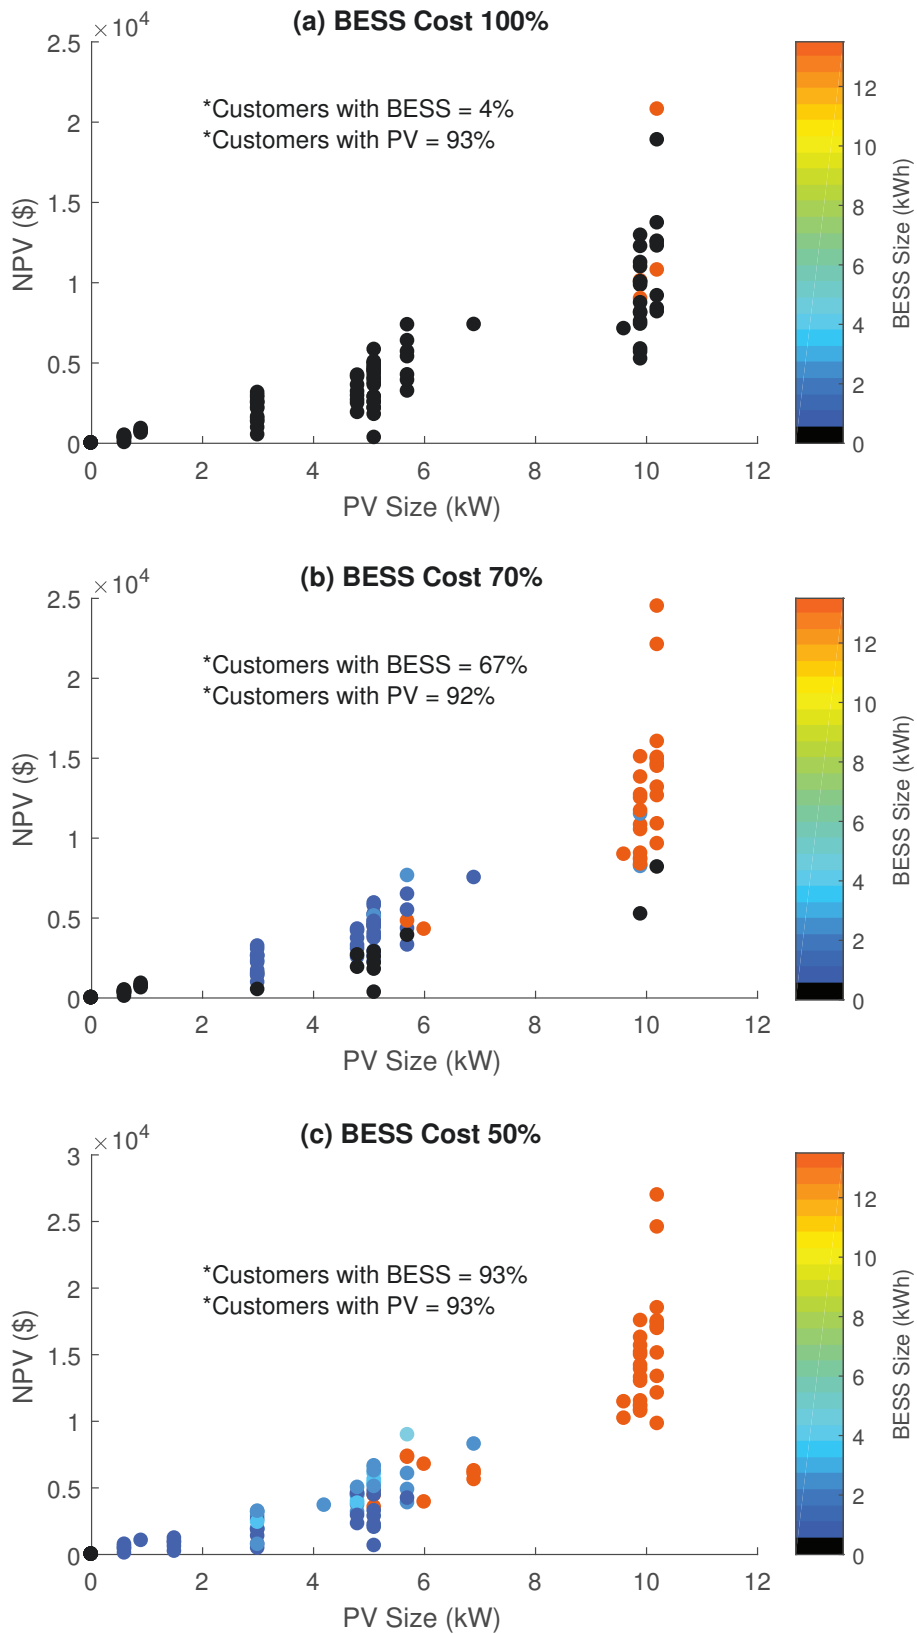 (a) BESS Cost 100%
×10⁴
2.5
2
1.5
1
0.5
0
NPV ($)
*Customers with BESS = 4%
*Customers with PV = 93%
0 2 4 6 8 10 12
PV Size (kW)
12
10
8
6
4
2
0
BESS Size (kWh)
(b) BESS Cost 70%
×10⁴
2.5
2
1.5
1
0.5
0
NPV ($)
*Customers with BESS = 67%
*Customers with PV = 92%
0 2 4 6 8 10 12
PV Size (kW)
12
10
8
6
4
2
0
BESS Size (kWh)
(c) BESS Cost 50%
×10⁴
3
2.5
2
1.5
1
0.5
0
NPV ($)
*Customers with BESS = 93%
*Customers with PV = 93%
0 2 4 6 8 10 12
PV Size (kW)
12
10
8
6
4
2
0
BESS Size (kWh)